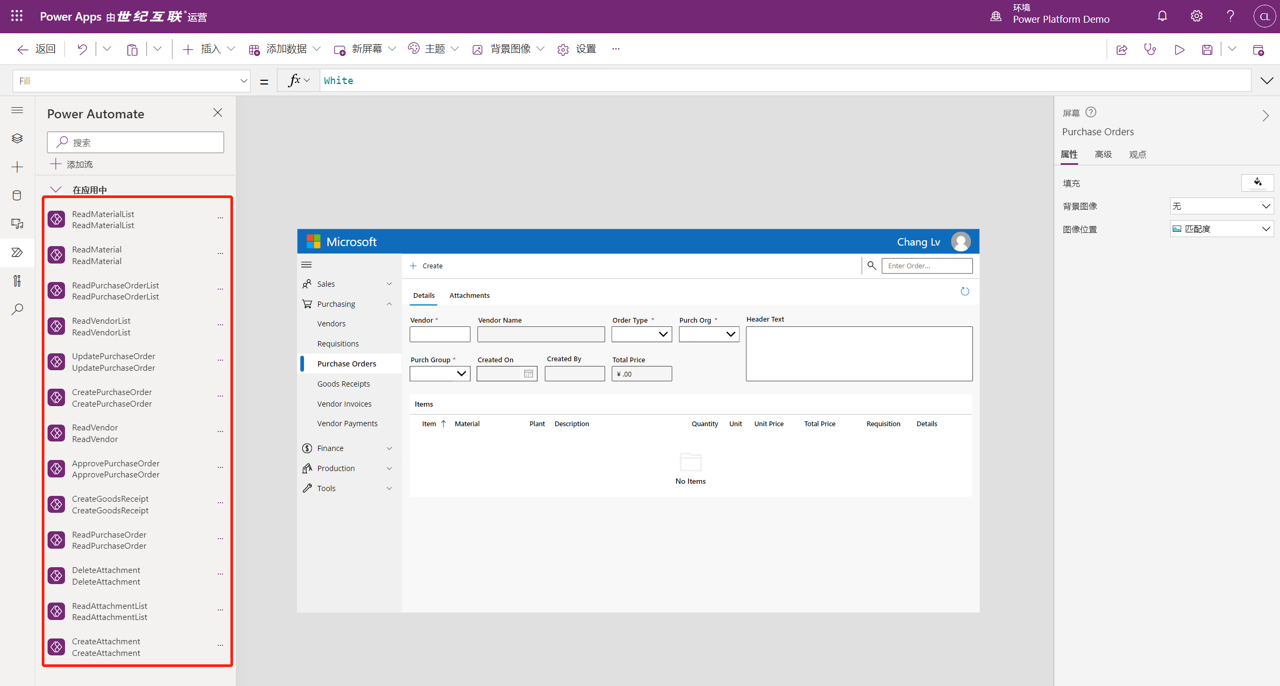 Power Apps 由世纪互联运营
环境
Power Platform Demo
CL
返回
插入
添加数据
新屏幕
主题
背景图像
设置
Fill
=
fx
White
Power Automate
搜索
添加流
在应用中
ReadMaterialList
ReadMaterialList
ReadMaterial
ReadMaterial
ReadPurchaseOrderList
ReadPurchaseOrderList
ReadVendorList
ReadVendorList
UpdatePurchaseOrder
UpdatePurchaseOrder
CreatePurchaseOrder
CreatePurchaseOrder
ReadVendor
ReadVendor
ApprovePurchaseOrder
ApprovePurchaseOrder
CreateGoodsReceipt
CreateGoodsReceipt
ReadPurchaseOrder
ReadPurchaseOrder
DeleteAttachment
DeleteAttachment
ReadAttachmentList
ReadAttachmentList
CreateAttachment
CreateAttachment
Microsoft
Chang Lv
Sales
Purchasing
Vendors
Requisitions
Purchase Orders
Goods Receipts
Vendor Invoices
Vendor Payments
Finance
Production
Tools
+ Create
Enter Order...
Details Attachments
Vendor * Vendor Name Order Type * Purch Org * Header Text
Purch Group * Created On Created By Total Price
¥ .00
Items
Item ↑ Material Plant Description Quantity Unit Unit Price Total Price Requisition Details
No Items
屏幕
Purchase Orders
属性 高级 观点
填充
背景图像 无
图像位置 匹配度